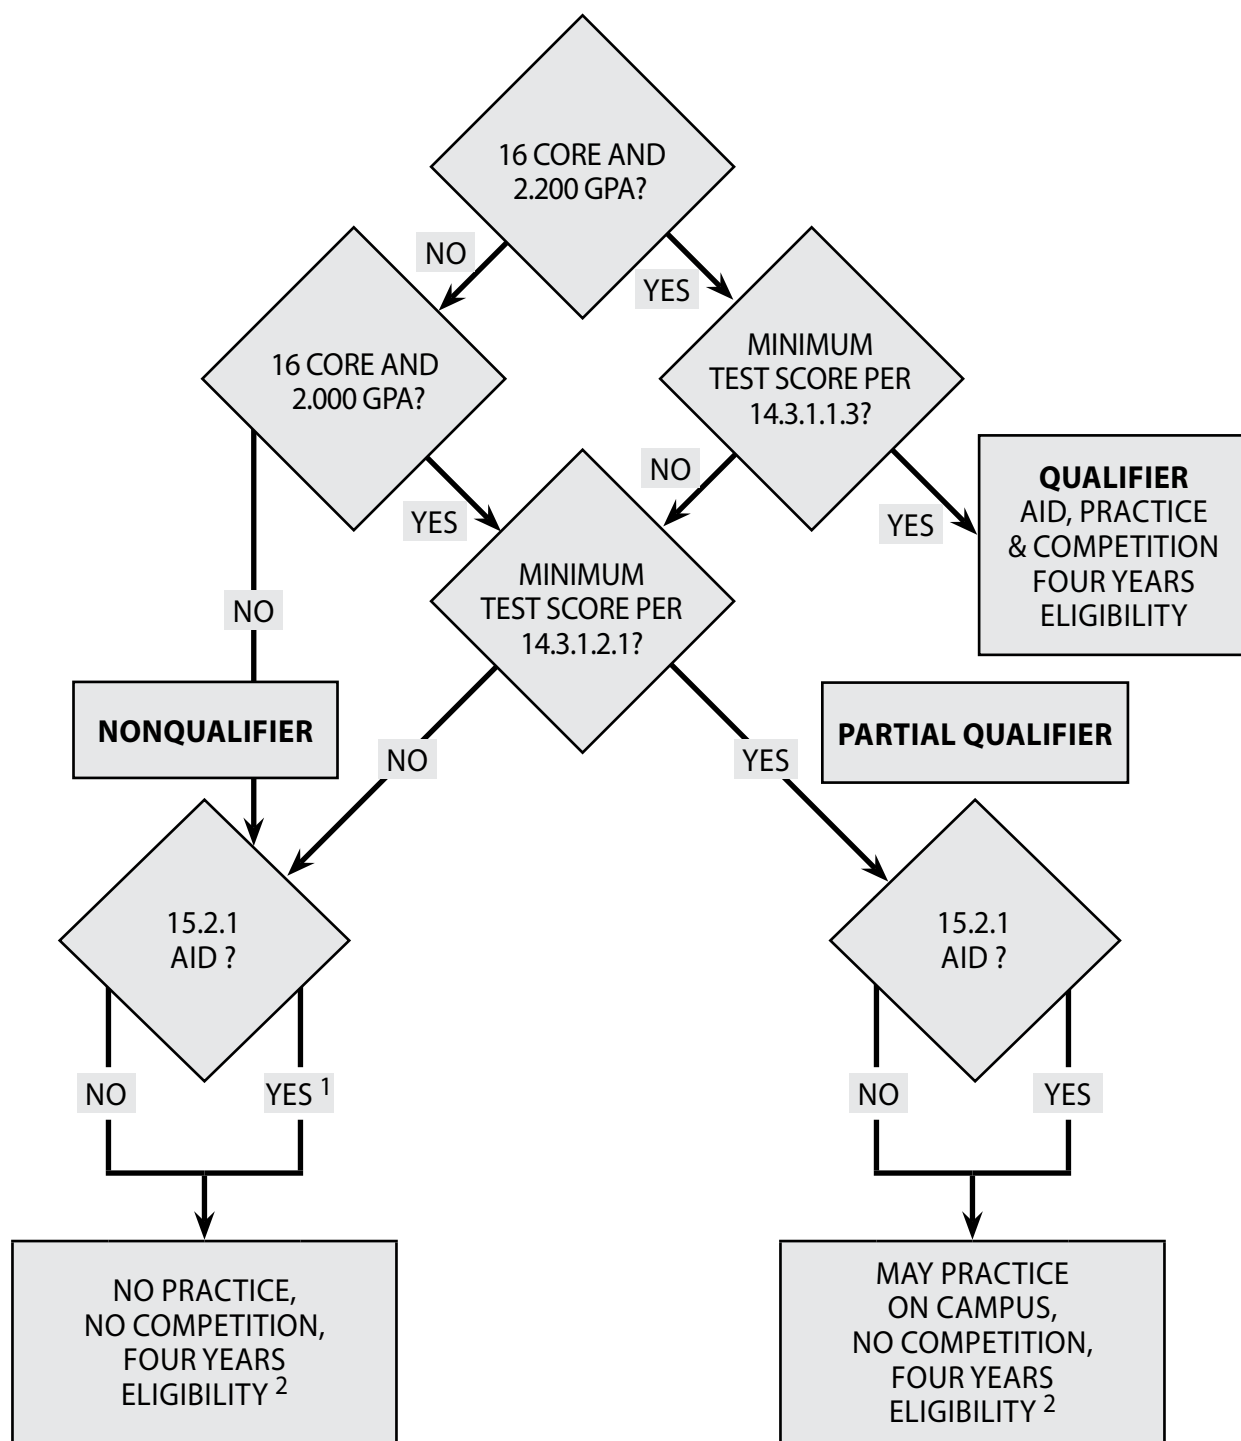 16 CORE AND
2.200 GPA?
NO
YES
16 CORE AND
2.000 GPA?
MINIMUM
TEST SCORE PER
14.3.1.1.3?
NO
YES
YES
QUALIFIER
AID, PRACTICE
& COMPETITION
FOUR YEARS
ELIGIBILITY
MINIMUM
TEST SCORE PER
14.3.1.2.1?
NO
NONQUALIFIER
NO
YES
PARTIAL QUALIFIER
15.2.1
AID ?
NO
YES 1
15.2.1
AID ?
NO
YES
NO PRACTICE,
NO COMPETITION,
FOUR YEARS
ELIGIBILITY 2
MAY PRACTICE
ON CAMPUS,
NO COMPETITION,
FOUR YEARS
ELIGIBILITY 2